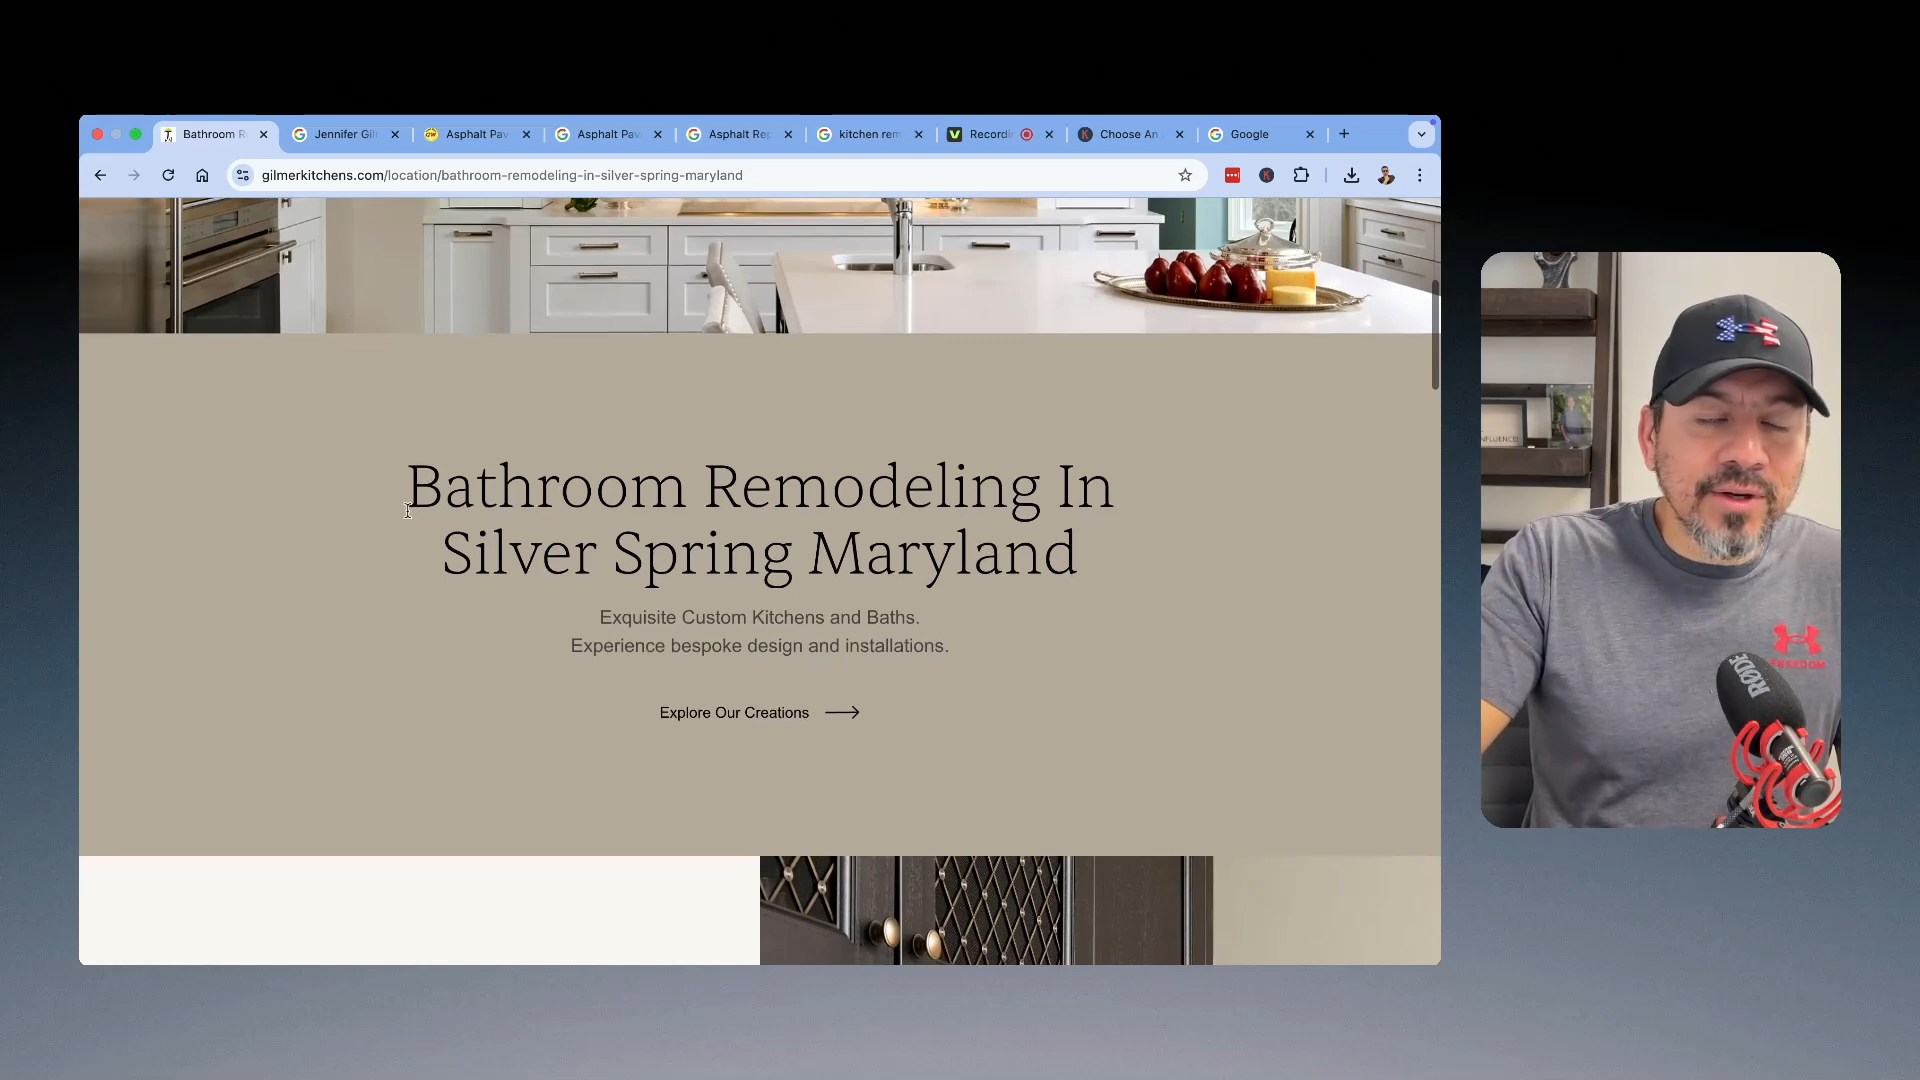 Bathroom R
Jennifer Gil
Asphalt Pav
Asphalt Pav
Asphalt Rep
kitchen rem
Recordin
Choose An
Google
gilmerkitchens.com/location/bathroom-remodeling-in-silver-spring-maryland
Bathroom Remodeling In
Silver Spring Maryland
Exquisite Custom Kitchens and Baths.
Experience bespoke design and installations.
Explore Our Creations
NFLUENCE
FREEDOM
RØDE